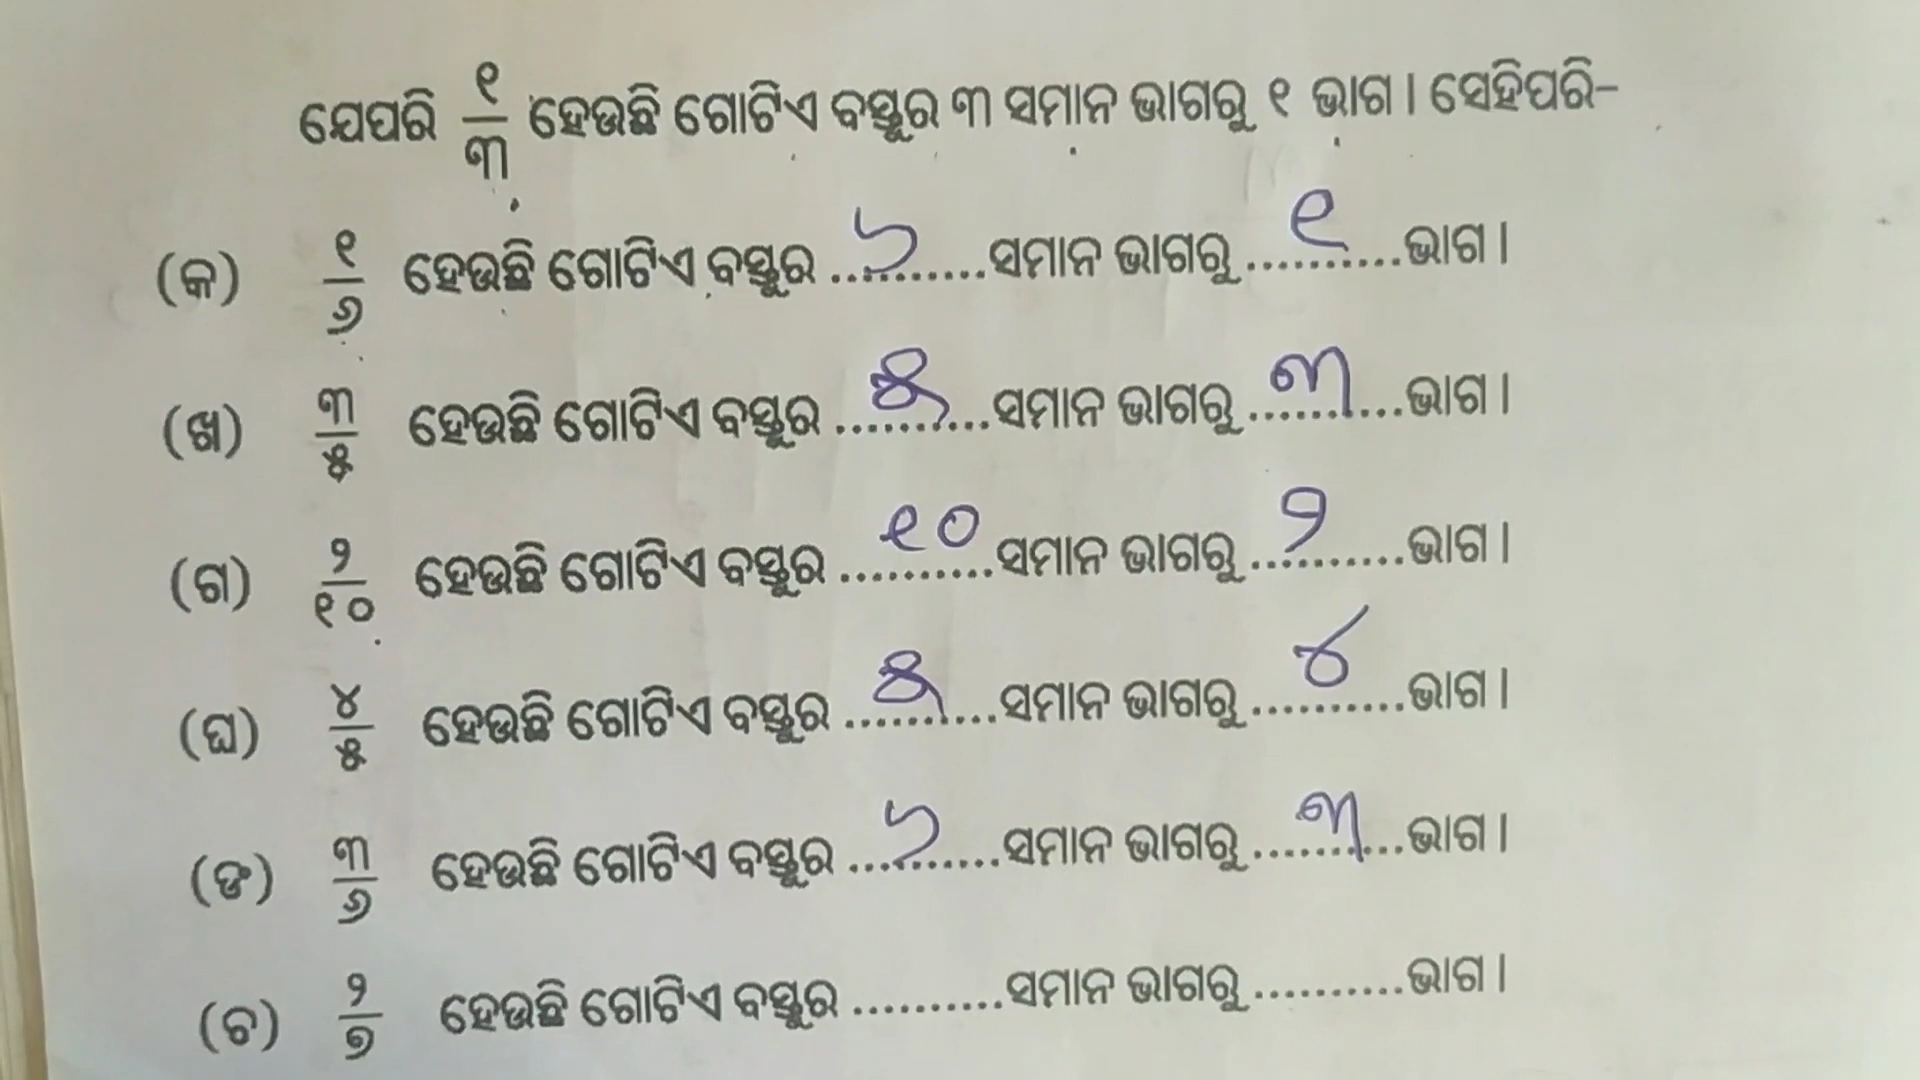 ଯେପରି ୧/୩ ହେଉଛି ଗୋଟିଏ ବସ୍ତୁର ୩ ସମାନ ଭାଗରୁ ୧ ଭାଗ । ସେହିପରି-
(କ) ୧/୬ ହେଉଛି ଗୋଟିଏ ବସ୍ତୁର ....୬.... ସମାନ ଭାଗରୁ ....୧.... ଭାଗ ।
(ଖ) ୩/୫ ହେଉଛି ଗୋଟିଏ ବସ୍ତୁର ....୫.... ସମାନ ଭାଗରୁ ....୩.... ଭାଗ ।
(ଗ) ୨/୧୦ ହେଉଛି ଗୋଟିଏ ବସ୍ତୁର ....୧୦.... ସମାନ ଭାଗରୁ ....୨.... ଭାଗ ।
(ଘ) ୪/୫ ହେଉଛି ଗୋଟିଏ ବସ୍ତୁର ....୫.... ସମାନ ଭାଗରୁ ....୪.... ଭାଗ ।
(ଙ) ୩/୬ ହେଉଛି ଗୋଟିଏ ବସ୍ତୁର ....୬.... ସମାନ ଭାଗରୁ ....୩.... ଭାଗ ।
(ଚ) ୨/୭ ହେଉଛି ଗୋଟିଏ ବସ୍ତୁର .......... ସମାନ ଭାଗରୁ .......... ଭାଗ ।